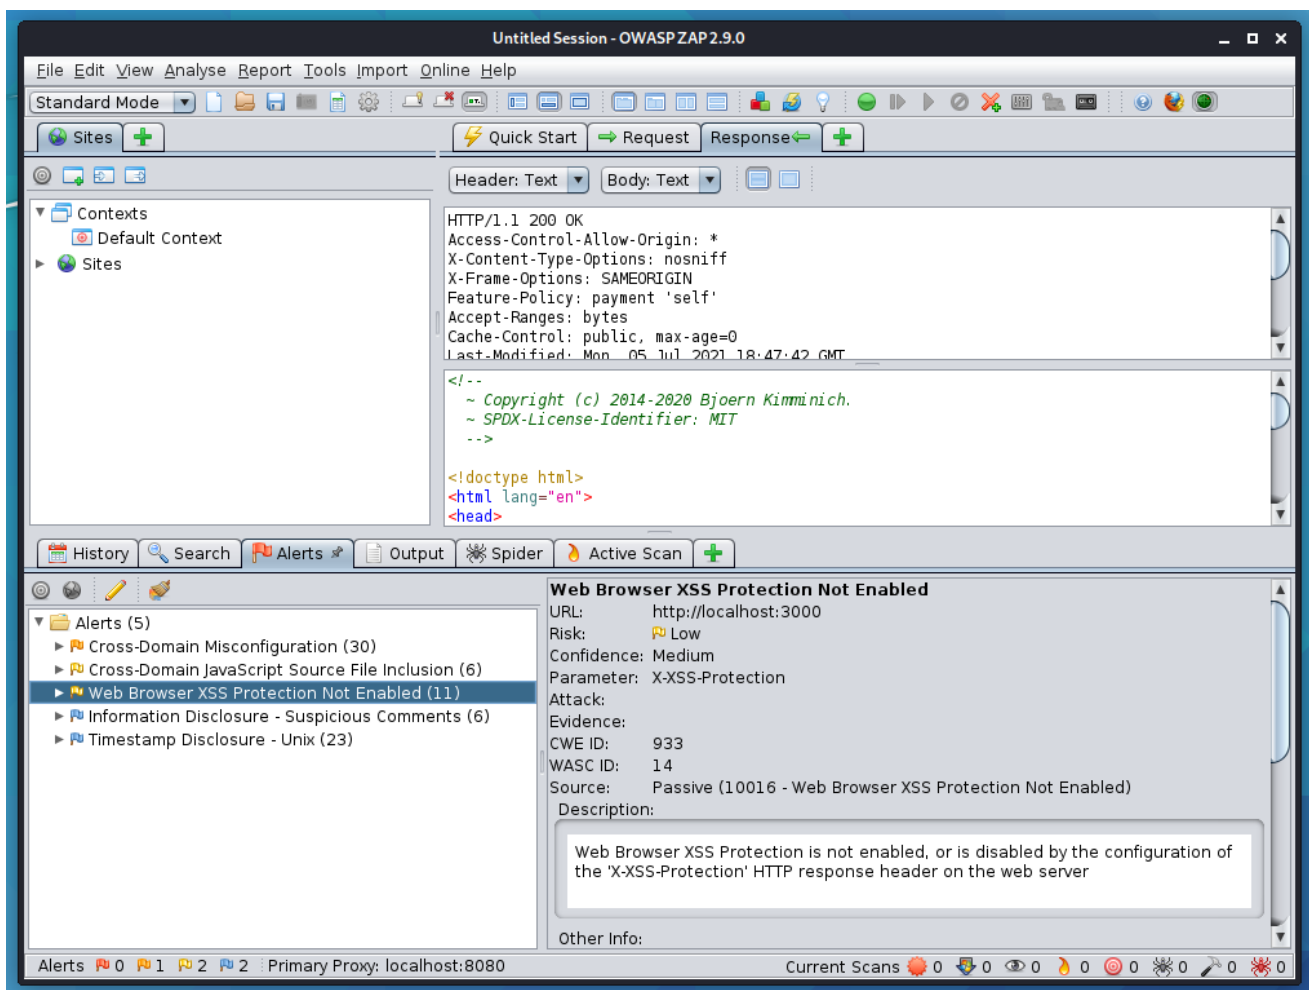 Untitled Session - OWASP ZAP 2.9.0
File Edit View Analyse Report Tools Import Online Help
Standard Mode
Sites
Quick Start
Request
Response
Header: Text
Body: Text
Contexts
Default Context
Sites
HTTP/1.1 200 OK
Access-Control-Allow-Origin: *
X-Content-Type-Options: nosniff
X-Frame-Options: SAMEORIGIN
Feature-Policy: payment 'self'
Accept-Ranges: bytes
Cache-Control: public, max-age=0
Last-Modified: Mon, 05 Jul 2021 18:47:42 GMT
<!--
~ Copyright (c) 2014-2020 Bjoern Kimminich.
~ SPDX-License-Identifier: MIT
-->
<!doctype html>
<html lang="en">
<head>
History
Search
Alerts
Output
Spider
Active Scan
Alerts (5)
Cross-Domain Misconfiguration (30)
Cross-Domain JavaScript Source File Inclusion (6)
Web Browser XSS Protection Not Enabled (11)
Information Disclosure - Suspicious Comments (6)
Timestamp Disclosure - Unix (23)
Web Browser XSS Protection Not Enabled
URL: http://localhost:3000
Risk: Low
Confidence: Medium
Parameter: X-XSS-Protection
Attack:
Evidence:
CWE ID: 933
WASC ID: 14
Source: Passive (10016 - Web Browser XSS Protection Not Enabled)
Description:
Web Browser XSS Protection is not enabled, or is disabled by the configuration of
the 'X-XSS-Protection' HTTP response header on the web server
Other Info:
Alerts 0 1 2 2 Primary Proxy: localhost:8080
Current Scans 0 0 0 0 0 0 0 0